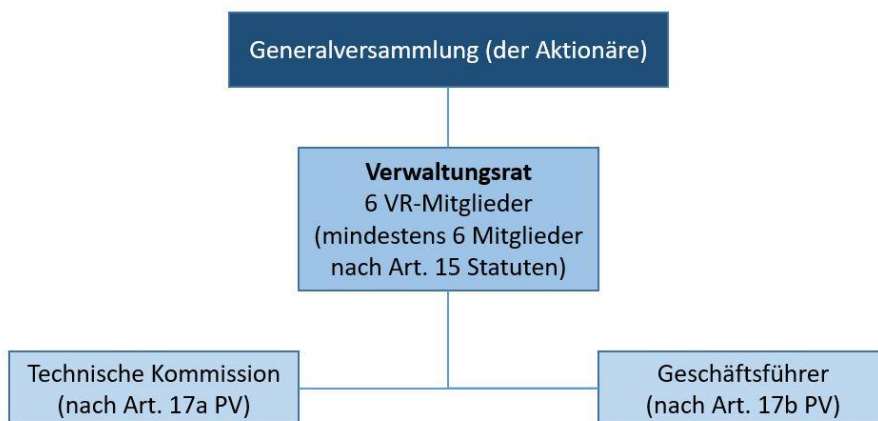 Generalversammlung (der Aktionäre)
Verwaltungsrat
6 VR-Mitglieder
(mindestens 6 Mitglieder
nach Art. 15 Statuten)
Technische Kommission
(nach Art. 17a PV)
Geschäftsführer
(nach Art. 17b PV)